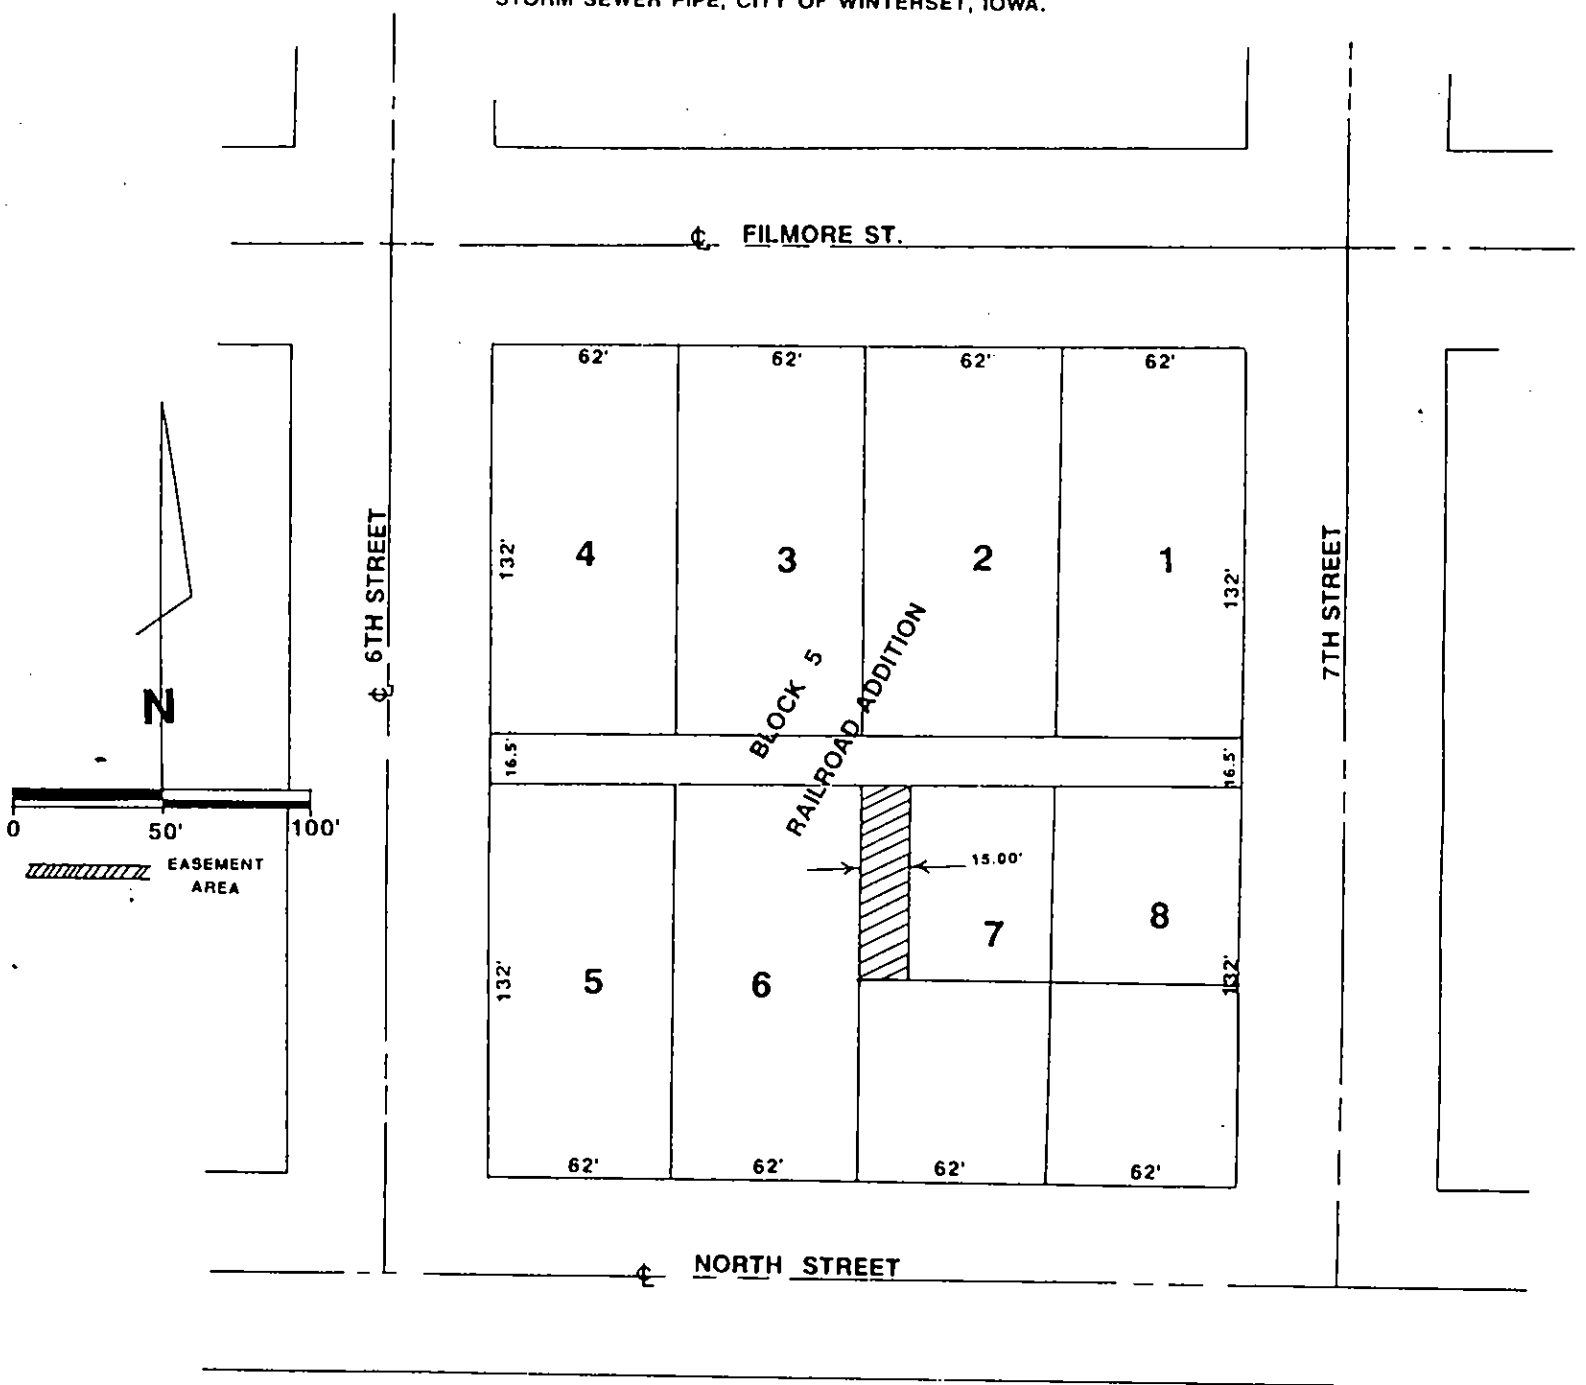 STORM SEWER PIPE, CITY OF WINTERSET, IOWA.
℄ FILMORE ST.
62' 62' 62' 62'
℄ 6TH STREET
7TH STREET
132' 4 3 2 1 132'
BLOCK 5
RAILROAD ADDITION
N
16.5' 16.5'
0 50' 100'
EASEMENT
AREA
15.00'
132' 5 6 7 8 132'
62' 62' 62' 62'
℄ NORTH STREET